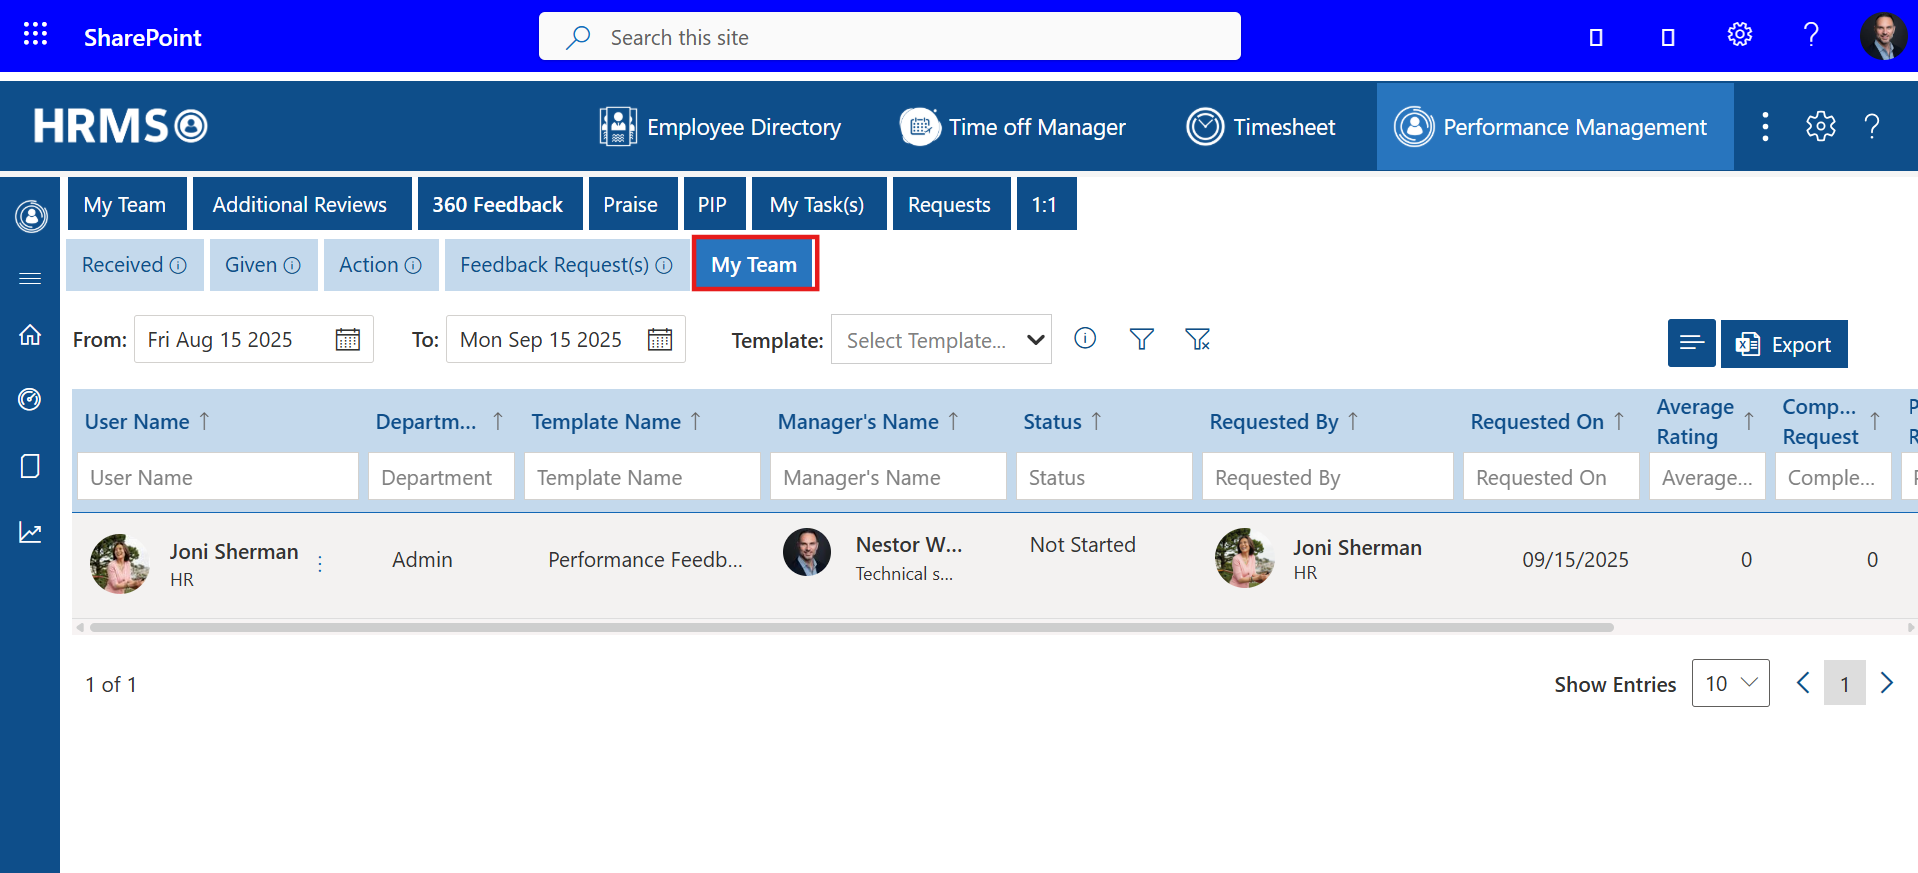 SharePoint
Search this site
HRMS
Employee Directory
Time off Manager
Timesheet
Performance Management
My Team
Additional Reviews
360 Feedback
Praise
PIP
My Task(s)
Requests
1:1
Received
Given
Action
Feedback Request(s)
My Team
From:
Fri Aug 15 2025
To:
Mon Sep 15 2025
Template:
Select Template...
Export
User Name
Departm...
Template Name
Manager's Name
Status
Requested By
Requested On
Average
Rating
Comp...
Request
User Name
Department
Template Name
Manager's Name
Status
Requested By
Requested On
Average...
Comple...
Joni Sherman
HR
Admin
Performance Feedb...
Nestor W...
Technical s...
Not Started
Joni Sherman
HR
09/15/2025
0
0
1 of 1
Show Entries
10
1